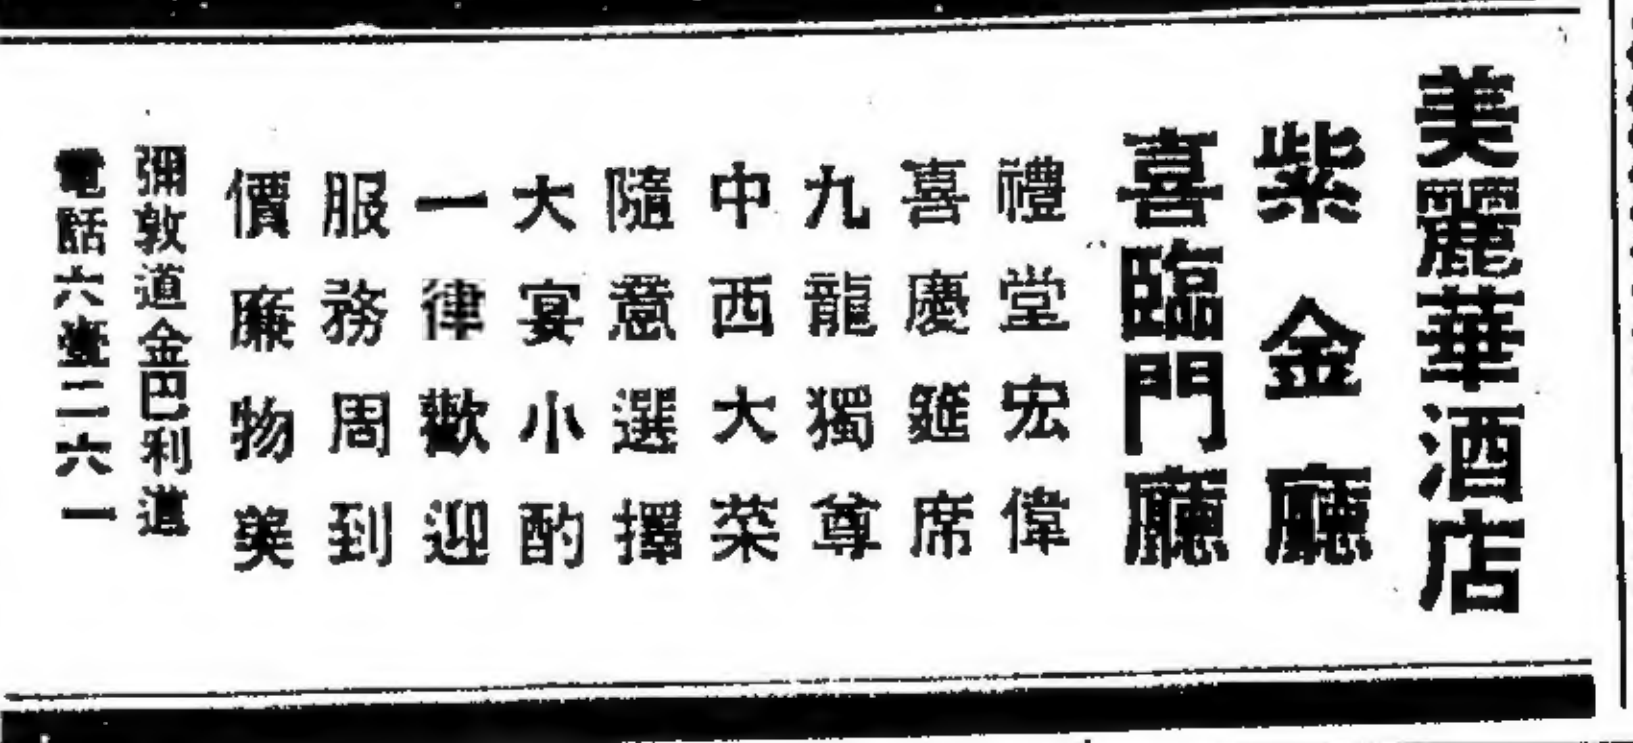 美麗華酒店
紫金廳
喜臨門廳
禮堂宏偉
喜慶筵席
九龍獨尊
中西大菜
隨意選擇
大宴小酌
一律歡迎
服務周到
價廉物美
彌敦道金巴利道
電話六壹二六一